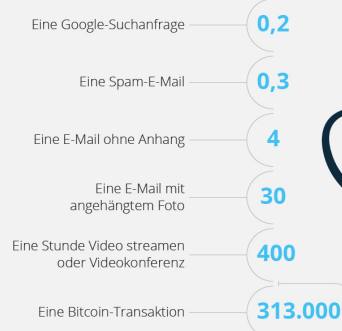 Eine Google-Suchanfrage 0,2
Eine Spam-E-Mail 0,3
Eine E-Mail ohne Anhang 4
Eine E-Mail mit
angehängtem Foto 30
Eine Stunde Video streamen
oder Videokonferenz 400
Eine Bitcoin-Transaktion 313.000